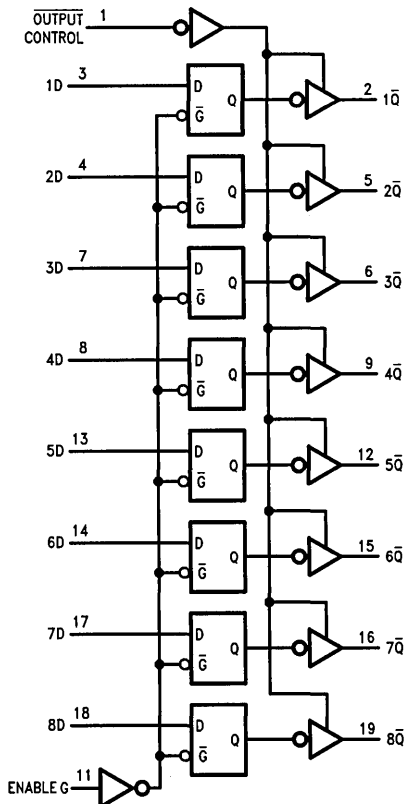 O̅U̅T̅P̅U̅T̅ 1
CONTROL
1D 3 D Q 2 1Q̅
G̅
2D 4 D Q 5 2Q̅
G̅
3D 7 D Q 6 3Q̅
G̅
4D 8 D Q 9 4Q̅
G̅
5D 13 D Q 12 5Q̅
G̅
6D 14 D Q 15 6Q̅
G̅
7D 17 D Q 16 7Q̅
G̅
8D 18 D Q 19 8Q̅
G̅
ENABLE G 11